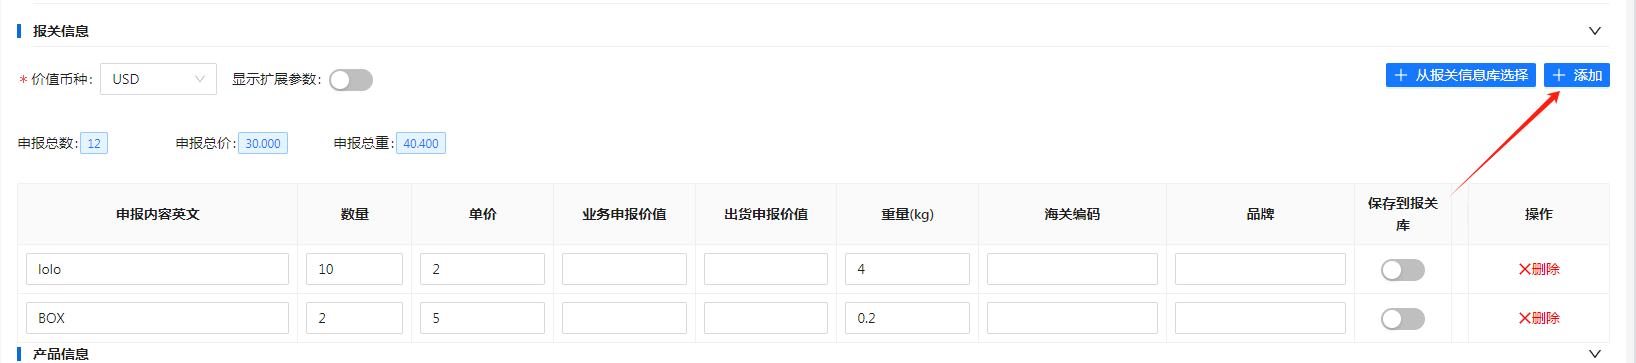 报关信息
* 价值币种: USD 显示扩展参数: + 从报关信息库选择 + 添加
申报总数: 12 申报总价: 30.000 申报总重: 40.400
申报内容英文 数量 单价 业务申报价值 出货申报价值 重量(kg) 海关编码 品牌 保存到报关库 操作
lolo 10 2 4 删除
BOX 2 5 0.2 删除
产品信息